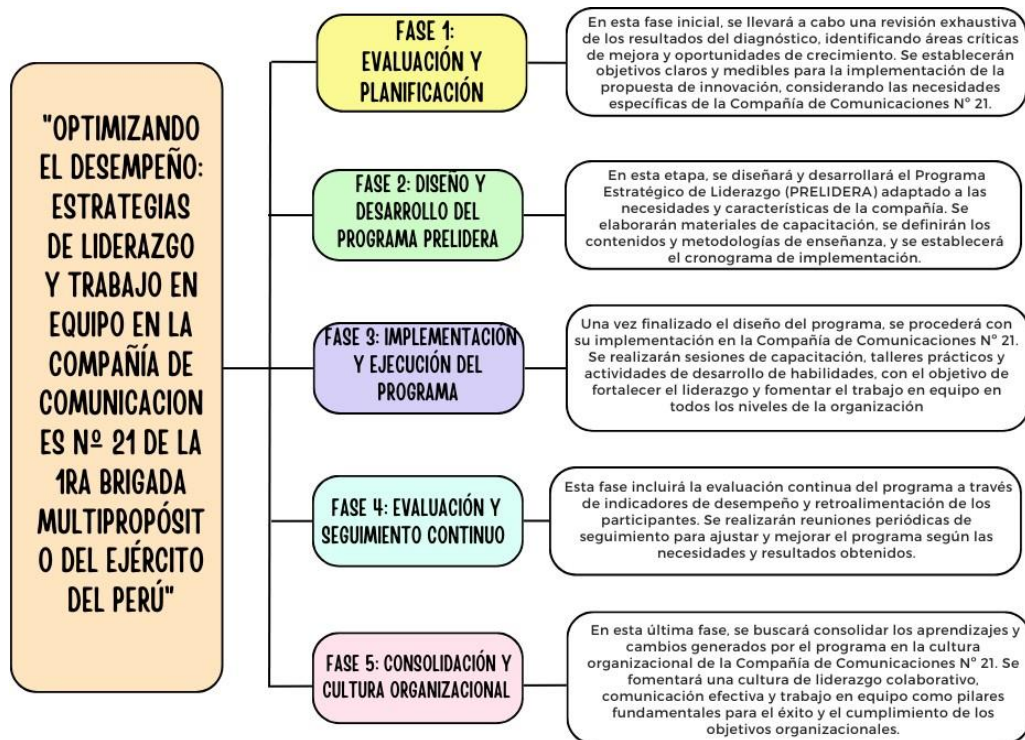 "OPTIMIZANDO
EL DESEMPEÑO:
ESTRATEGIAS
DE LIDERAZGO
Y TRABAJO EN
EQUIPO EN LA
COMPAÑÍA DE
COMUNICACION
ES Nº 21 DE LA
1RA BRIGADA
MULTIPROPÓSIT
O DEL EJÉRCITO
DEL PERÚ"
FASE 1:
EVALUACIÓN Y
PLANIFICACIÓN
En esta fase inicial, se llevará a cabo una revisión exhaustiva
de los resultados del diagnóstico, identificando áreas críticas
de mejora y oportunidades de crecimiento. Se establecerán
objetivos claros y medibles para la implementación de la
propuesta de innovación, considerando las necesidades
específicas de la Compañía de Comunicaciones Nº 21.
FASE 2: DISEÑO Y
DESARROLLO DEL
PROGRAMA PRELIDERA
En esta etapa, se diseñará y desarrollará el Programa
Estratégico de Liderazgo (PRELIDERA) adaptado a las
necesidades y características de la compañía. Se
elaborarán materiales de capacitación, se definirán los
contenidos y metodologías de enseñanza, y se establecerá
el cronograma de implementación.
FASE 3: IMPLEMENTACIÓN
Y EJECUCIÓN DEL
PROGRAMA
Una vez finalizado el diseño del programa, se procederá con
su implementación en la Compañía de Comunicaciones Nº 21.
Se realizarán sesiones de capacitación, talleres prácticos y
actividades de desarrollo de habilidades, con el objetivo de
fortalecer el liderazgo y fomentar el trabajo en equipo en
todos los niveles de la organización
FASE 4: EVALUACIÓN Y
SEGUIMIENTO CONTINUO
Esta fase incluirá la evaluación continua del programa a través
de indicadores de desempeño y retroalimentación de los
participantes. Se realizarán reuniones periódicas de
seguimiento para ajustar y mejorar el programa según las
necesidades y resultados obtenidos.
FASE 5: CONSOLIDACIÓN Y
CULTURA ORGANIZACIONAL
En esta última fase, se buscará consolidar los aprendizajes y
cambios generados por el programa en la cultura
organizacional de la Compañía de Comunicaciones Nº 21. Se
fomentará una cultura de liderazgo colaborativo,
comunicación efectiva y trabajo en equipo como pilares
fundamentales para el éxito y el cumplimiento de los
objetivos organizacionales.